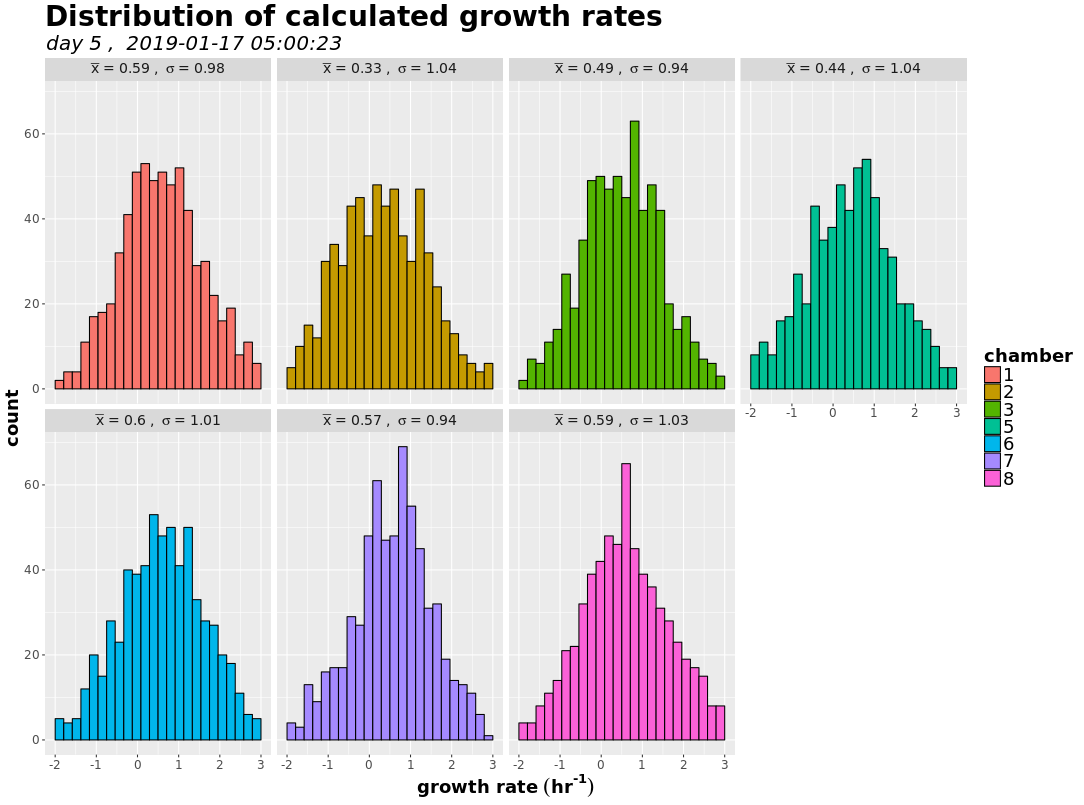 Distribution of calculated growth rates
day 5 ,  2019-01-17 05:00:23
x̅ = 0.59 ,  σ = 0.98
x̅ = 0.33 ,  σ = 1.04
x̅ = 0.49 ,  σ = 0.94
x̅ = 0.44 ,  σ = 1.04
60
40
20
0
-2 -1 0 1 2 3
x̅ = 0.6 ,  σ = 1.01
x̅ = 0.57 ,  σ = 0.94
x̅ = 0.59 ,  σ = 1.03
60
40
20
0
-2 -1 0 1 2 3
-2 -1 0 1 2 3
-2 -1 0 1 2 3
count
growth rate (hr⁻¹)
chamber
1
2
3
5
6
7
8